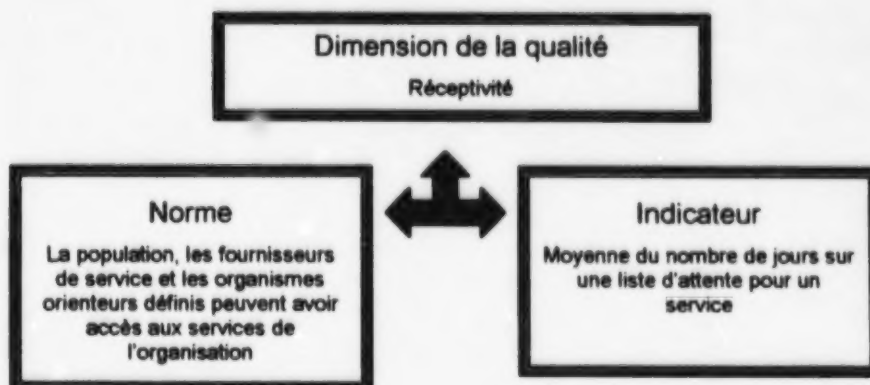 Dimension de la qualité
Réceptivité
Norme
La population, les fournisseurs
de service et les organismes
orienteurs définis peuvent avoir
accès aux services de
l'organisation
Indicateur
Moyenne du nombre de jours sur
une liste d'attente pour un
service